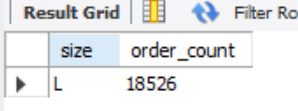 Result Grid Filter Ro
size order_count
L 18526